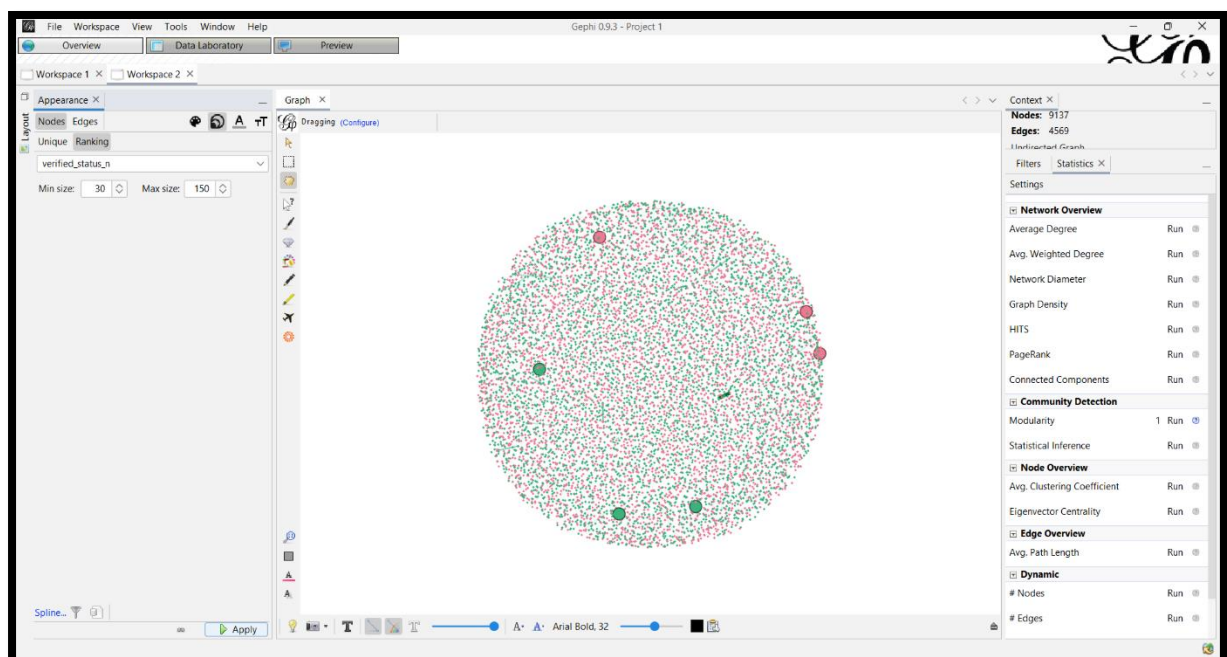 File Workspace View Tools Window Help
Gephi 0.9.3 - Project 1
Overview Data Laboratory Preview
Workspace 1 Workspace 2
Layout
Appearance
Nodes Edges
Unique Ranking
verified_status_n
Min size: 30 Max size: 150
Spline...
Apply
Graph
Dragging (Configure)
Arial Bold, 32
Context
Nodes: 9137
Edges: 4569
Undirected Graph
Filters Statistics
Settings
Network Overview
Average Degree Run
Avg. Weighted Degree Run
Network Diameter Run
Graph Density Run
HITS Run
PageRank Run
Connected Components Run
Community Detection
Modularity 1 Run
Statistical Inference Run
Node Overview
Avg. Clustering Coefficient Run
Eigenvector Centrality Run
Edge Overview
Avg. Path Length Run
Dynamic
# Nodes Run
# Edges Run